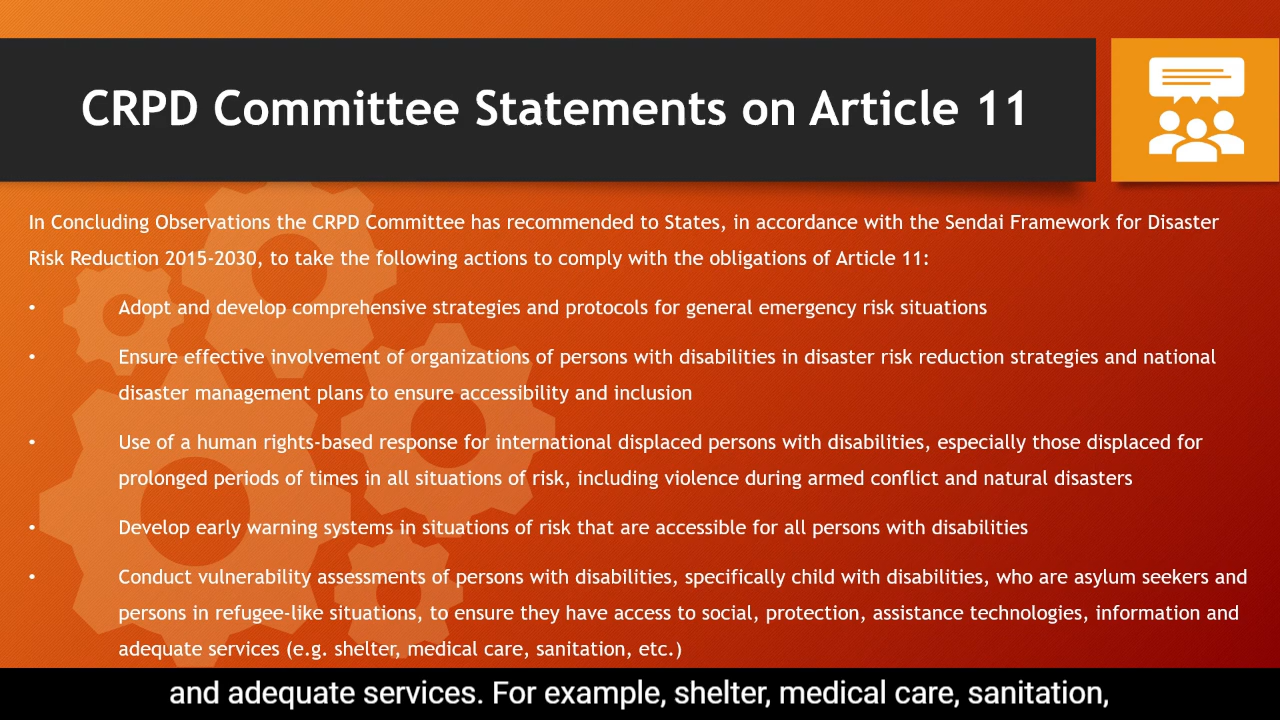 CRPD Committee Statements on Article 11
In Concluding Observations the CRPD Committee has recommended to States, in accordance with the Sendai Framework for Disaster
Risk Reduction 2015-2030, to take the following actions to comply with the obligations of Article 11:
• Adopt and develop comprehensive strategies and protocols for general emergency risk situations
• Ensure effective involvement of organizations of persons with disabilities in disaster risk reduction strategies and national
disaster management plans to ensure accessibility and inclusion
• Use of a human rights-based response for international displaced persons with disabilities, especially those displaced for
prolonged periods of times in all situations of risk, including violence during armed conflict and natural disasters
• Develop early warning systems in situations of risk that are accessible for all persons with disabilities
• Conduct vulnerability assessments of persons with disabilities, specifically child with disabilities, who are asylum seekers and
persons in refugee-like situations, to ensure they have access to social, protection, assistance technologies, information and
adequate services (e.g. shelter, medical care, sanitation, etc.)
and adequate services. For example, shelter, medical care, sanitation,